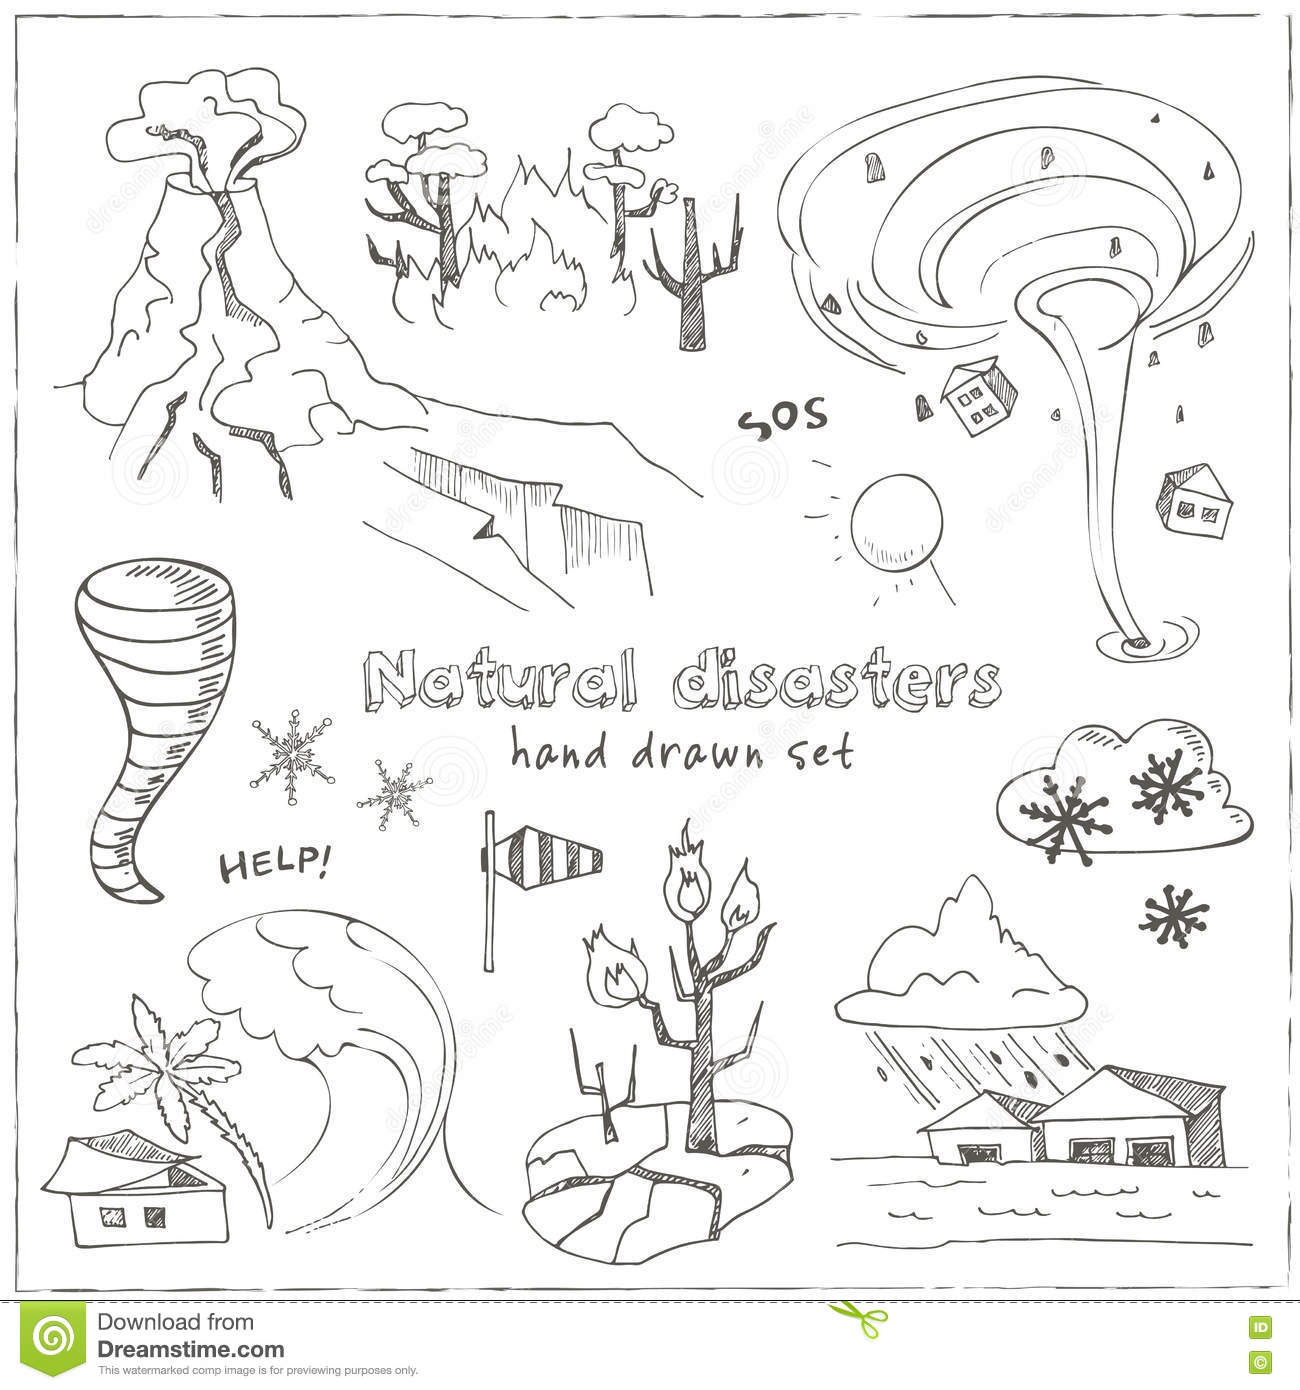 SOS
Natural disasters
hand drawn set
HELP!
Download from
Dreamstime.com
This watermarked comp image is for previewing purposes only.
ID
©